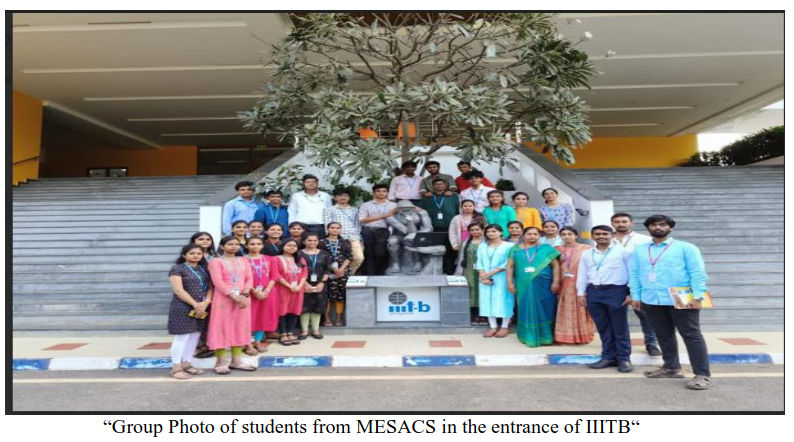 iiit-b
“Group Photo of students from MESACS in the entrance of IIITB“